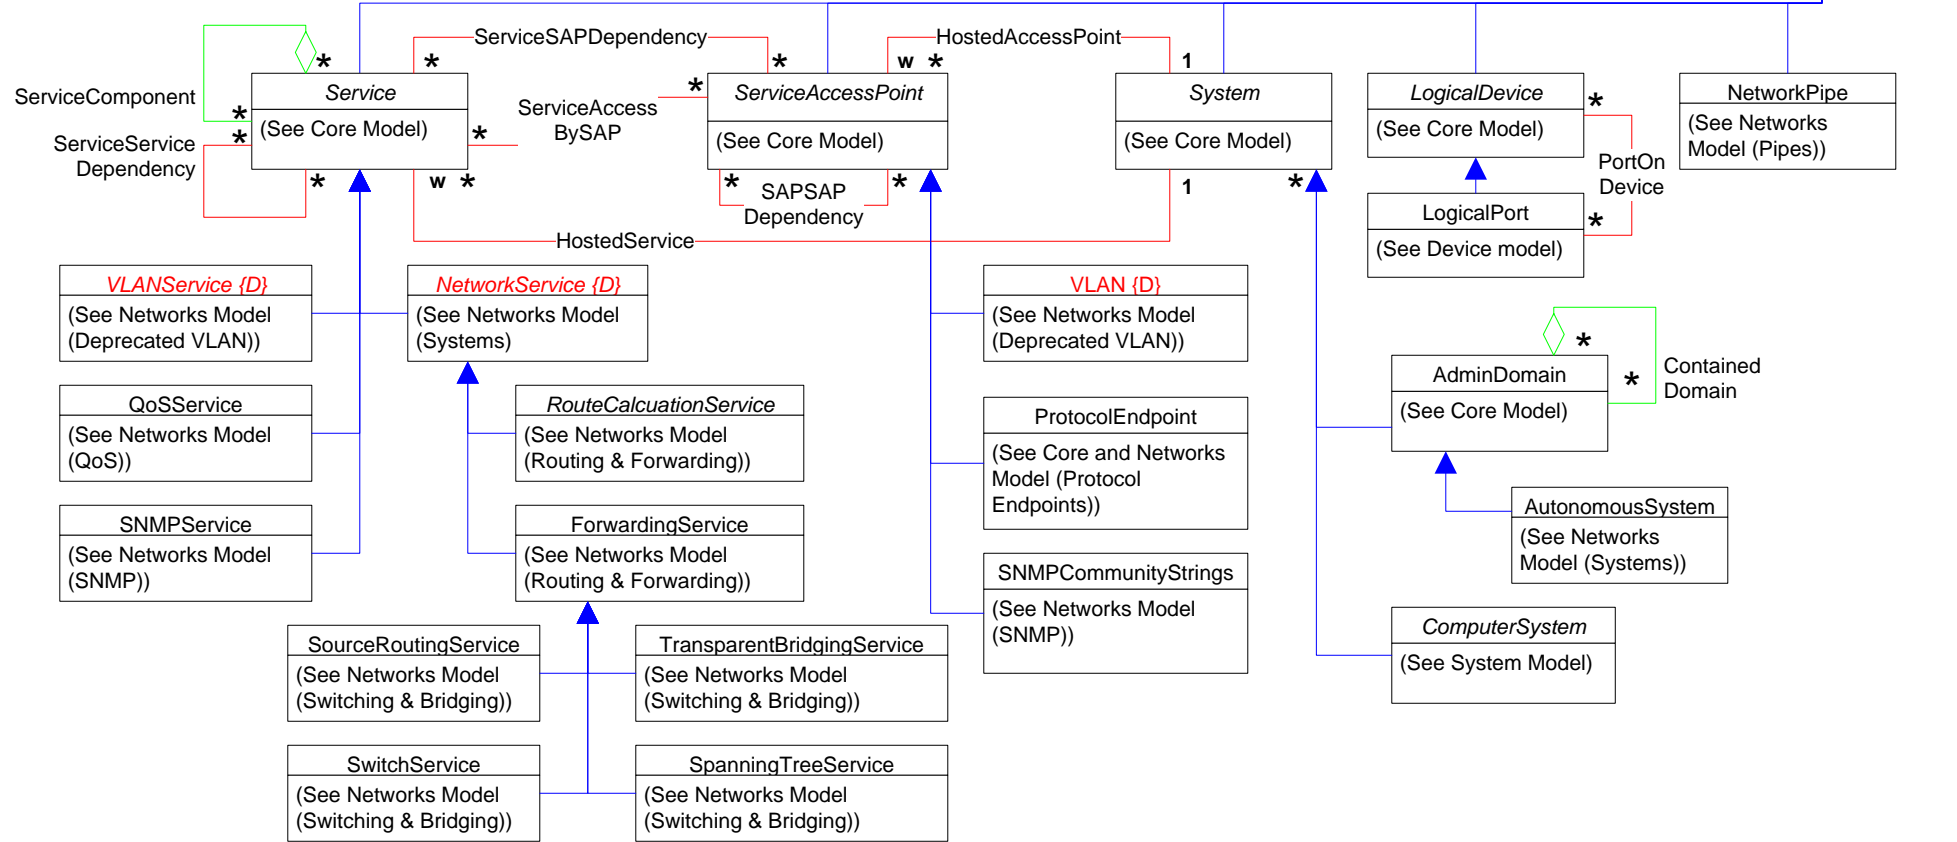 ServiceSAPDependency
HostedAccessPoint
* * * w * 1
ServiceComponent
*
Service
(See Core Model)
ServiceService
Dependency
*
*
w *
*
ServiceAccess
BySAP
*
ServiceAccessPoint
(See Core Model)
* *
SAPSAP
Dependency
System
(See Core Model)
1
*
HostedService
LogicalDevice
(See Core Model)
*
PortOn
Device
*
LogicalPort
(See Device model)
NetworkPipe
(See Networks
Model (Pipes))
VLANService {D}
(See Networks Model
(Deprecated VLAN))
NetworkService {D}
(See Networks Model
(Systems)
VLAN {D}
(See Networks Model
(Deprecated VLAN))
QoSService
(See Networks Model
(QoS))
RouteCalcuationService
(See Networks Model
(Routing & Forwarding))
ProtocolEndpoint
(See Core and Networks
Model (Protocol
Endpoints))
*
*
Contained
Domain
AdminDomain
(See Core Model)
SNMPService
(See Networks Model
(SNMP))
ForwardingService
(See Networks Model
(Routing & Forwarding))
SNMPCommunityStrings
(See Networks Model
(SNMP))
AutonomousSystem
(See Networks
Model (Systems))
SourceRoutingService
(See Networks Model
(Switching & Bridging))
TransparentBridgingService
(See Networks Model
(Switching & Bridging))
ComputerSystem
(See System Model)
SwitchService
(See Networks Model
(Switching & Bridging))
SpanningTreeService
(See Networks Model
(Switching & Bridging))